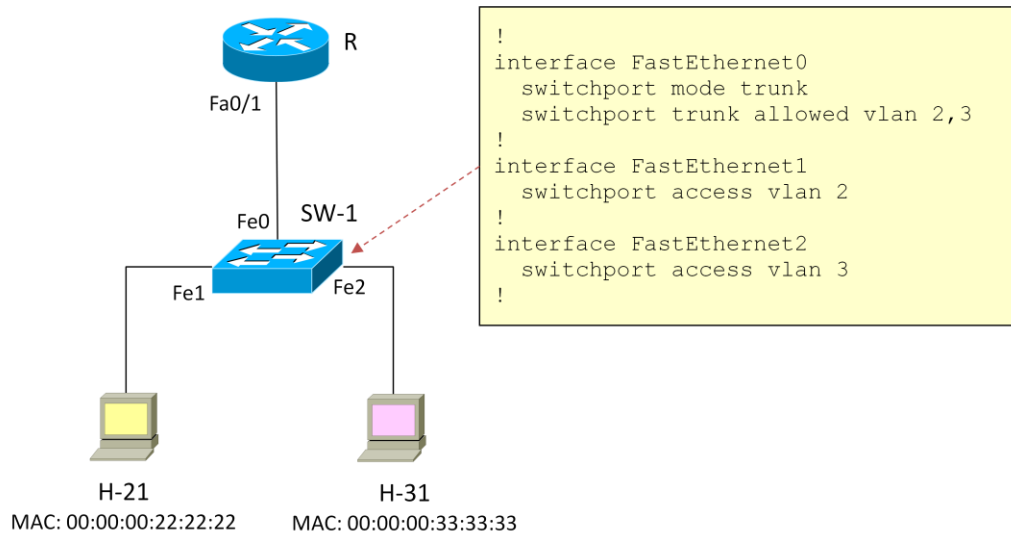 R
Fa0/1
!
interface FastEthernet0
  switchport mode trunk
  switchport trunk allowed vlan 2,3
!
interface FastEthernet1
  switchport access vlan 2
!
interface FastEthernet2
  switchport access vlan 3
!
Fe0
SW-1
Fe1
Fe2
H-21
MAC: 00:00:00:22:22:22
H-31
MAC: 00:00:00:33:33:33